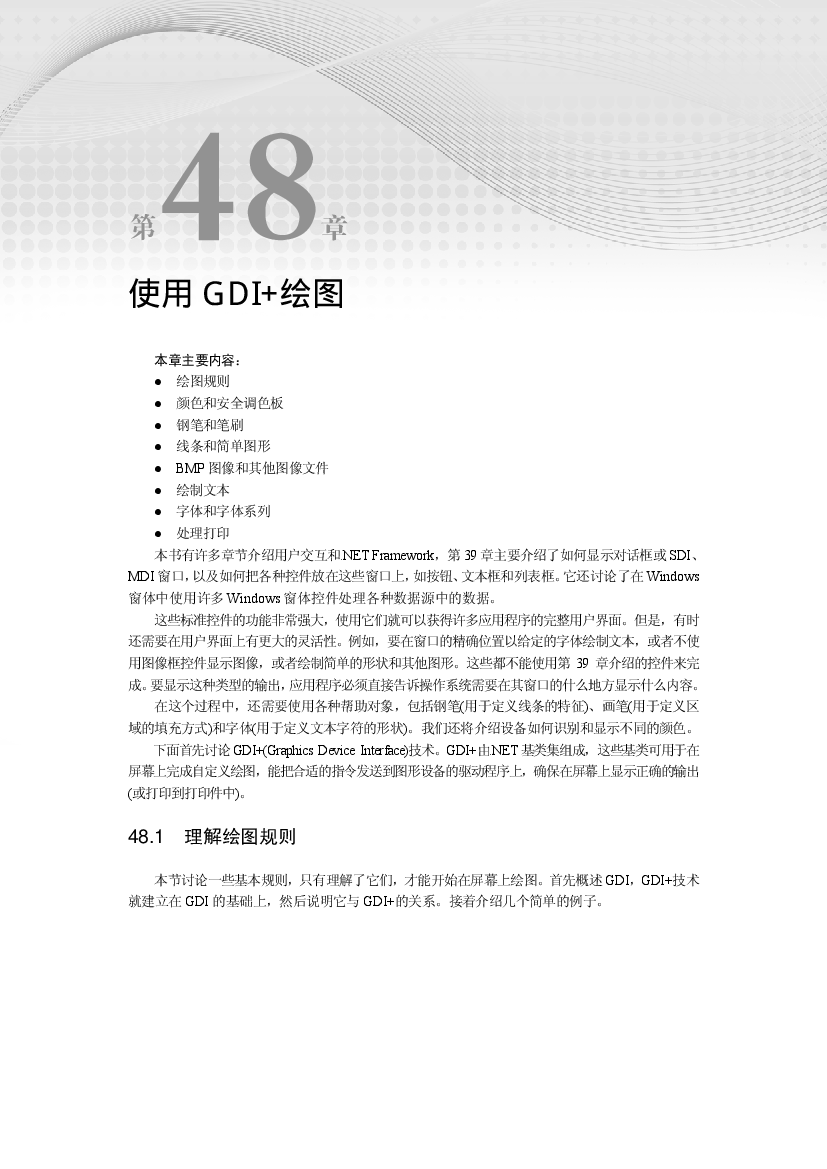 第48章
使用 GDI+绘图
本章主要内容：
● 绘图规则
● 颜色和安全调色板
● 钢笔和笔刷
● 线条和简单图形
● BMP 图像和其他图像文件
● 绘制文本
● 字体和字体系列
● 处理打印
本书有许多章节介绍用户交互和.NET Framework，第 39 章主要介绍了如何显示对话框或 SDI、
MDI 窗口，以及如何把各种控件放在这些窗口上，如按钮、文本框和列表框。它还讨论了在 Windows
窗体中使用许多 Windows 窗体控件处理各种数据源中的数据。
这些标准控件的功能非常强大，使用它们就可以获得许多应用程序的完整用户界面。但是，有时
还需要在用户界面上有更大的灵活性。例如，要在窗口的精确位置以给定的字体绘制文本，或者不使
用图像框控件显示图像，或者绘制简单的形状和其他图形。这些都不能使用第 39 章介绍的控件来完
成。要显示这种类型的输出，应用程序必须直接告诉操作系统需要在其窗口的什么地方显示什么内容。
在这个过程中，还需要使用各种帮助对象，包括钢笔(用于定义线条的特征)、画笔(用于定义区
域的填充方式)和字体(用于定义文本字符的形状)。我们还将介绍设备如何识别和显示不同的颜色。
下面首先讨论 GDI+(Graphics Device Interface)技术。GDI+由.NET 基类集组成，这些基类可用于在
屏幕上完成自定义绘图，能把合适的指令发送到图形设备的驱动程序上，确保在屏幕上显示正确的输出
(或打印到打印件中)。
48.1 理解绘图规则
本节讨论一些基本规则，只有理解了它们，才能开始在屏幕上绘图。首先概述 GDI，GDI+技术
就建立在 GDI 的基础上，然后说明它与 GDI+的关系。接着介绍几个简单的例子。